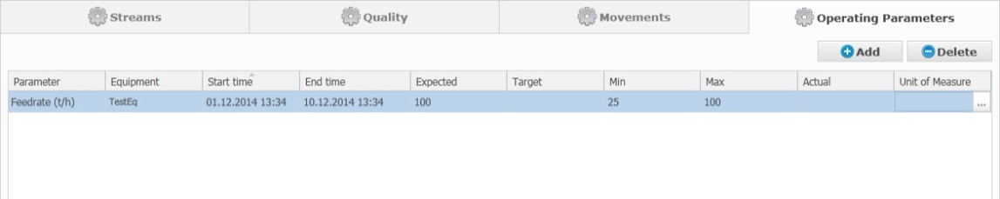 Streams Quality Movements Operating Parameters
Add Delete
Parameter Equipment Start time End time Expected Target Min Max Actual Unit of Measure
Feedrate (t/h) TestEq 01.12.2014 13:34 10.12.2014 13:34 100 25 100 ...